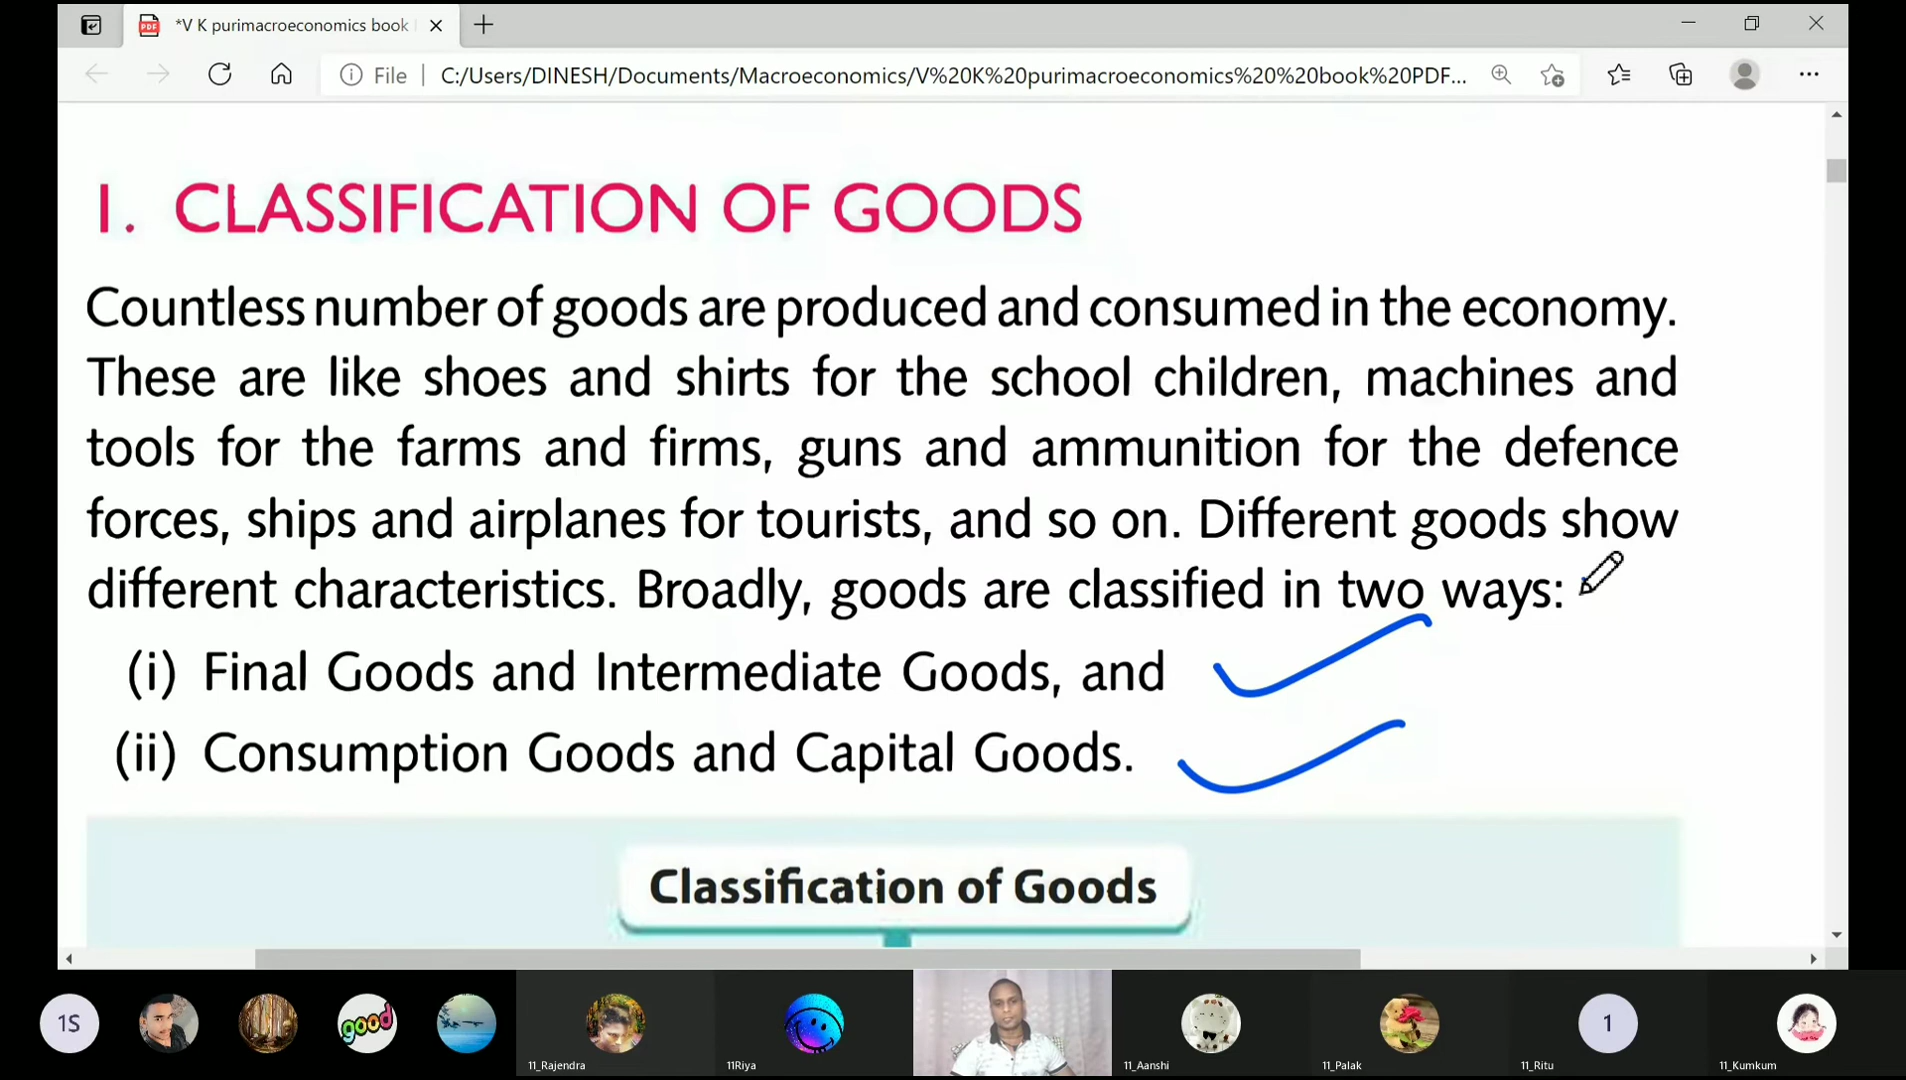 *V K purimacroeconomics book
File
C:/Users/DINESH/Documents/Macroeconomics/V%20K%20purimacroeconomics%20%20book%20PDF...
1. CLASSIFICATION OF GOODS
Countless number of goods are produced and consumed in the economy.
These are like shoes and shirts for the school children, machines and
tools for the farms and firms, guns and ammunition for the defence
forces, ships and airplanes for tourists, and so on. Different goods show
different characteristics. Broadly, goods are classified in two ways:
(i) Final Goods and Intermediate Goods, and
(ii) Consumption Goods and Capital Goods.
Classification of Goods
1S
good
1
11_Rajendra
11Riya
11_Aanshi
11_Palak
11_Ritu
11_Kumkum